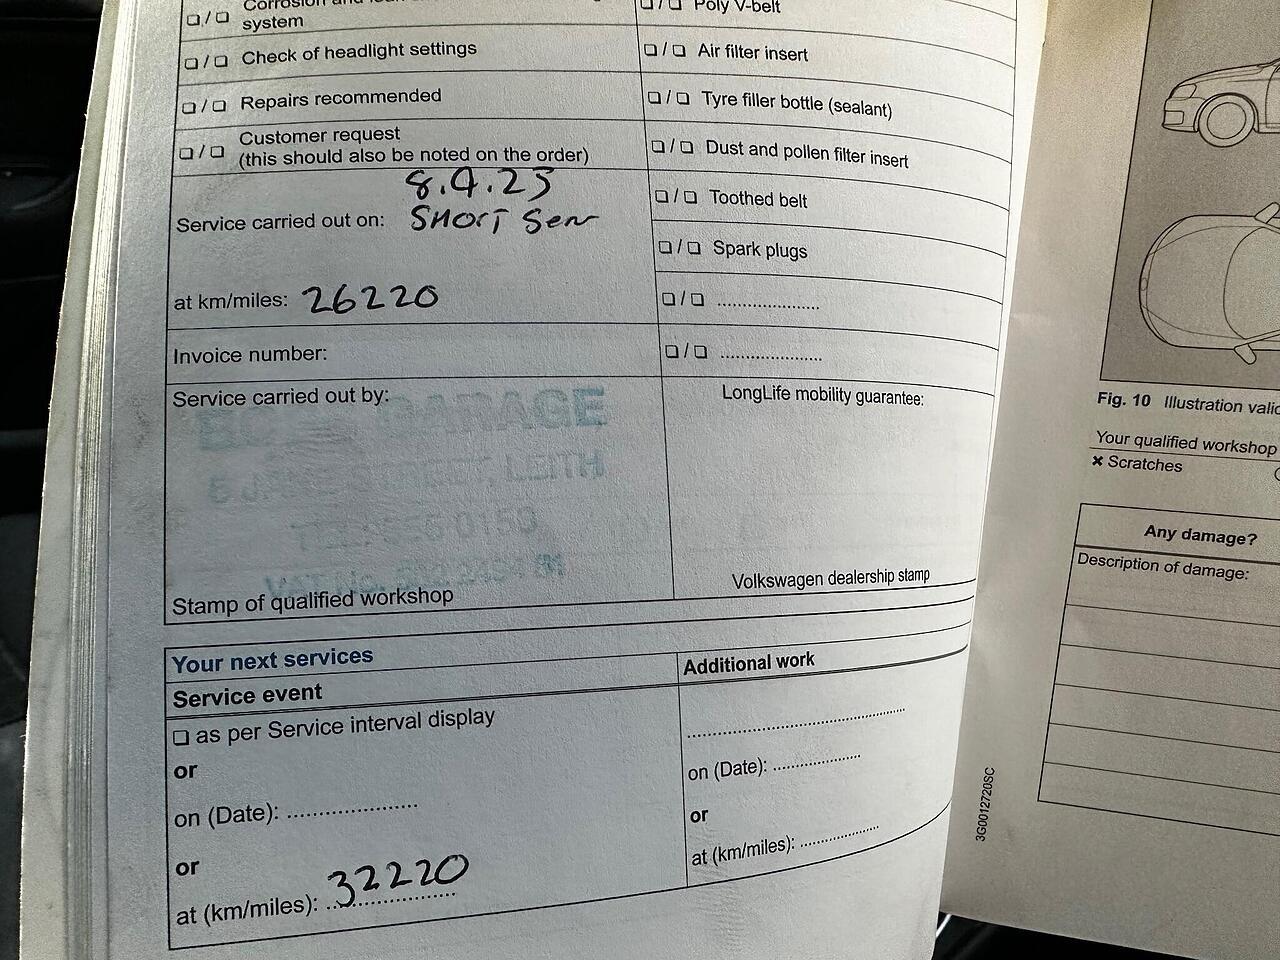 system
❏ / ❏ Check of headlight settings
❏ / ❏ Repairs recommended
❏ / ❏ Customer request
(this should also be noted on the order)
8.9.23
Service carried out on: SHORT Serv
at km/miles: 26220
Invoice number:
Service carried out by:
GARAGE
LEITH
Stamp of qualified workshop
❏ / ❏ Poly V-belt
❏ / ❏ Air filter insert
❏ / ❏ Tyre filler bottle (sealant)
❏ / ❏ Dust and pollen filter insert
❏ / ❏ Toothed belt
❏ / ❏ Spark plugs
❏ / ❏ ....................
❏ / ❏ ....................
LongLife mobility guarantee:
Volkswagen dealership stamp
Your next services
Service event
❏ as per Service interval display
or
on (Date): ....................
or
at (km/miles): 32220
Additional work
........................................
on (Date): ................
or
at (km/miles): ................
3G0012720SC
Fig. 10 Illustration
Your qualified workshop
✖ Scratches
Any damage?
Description of damage: